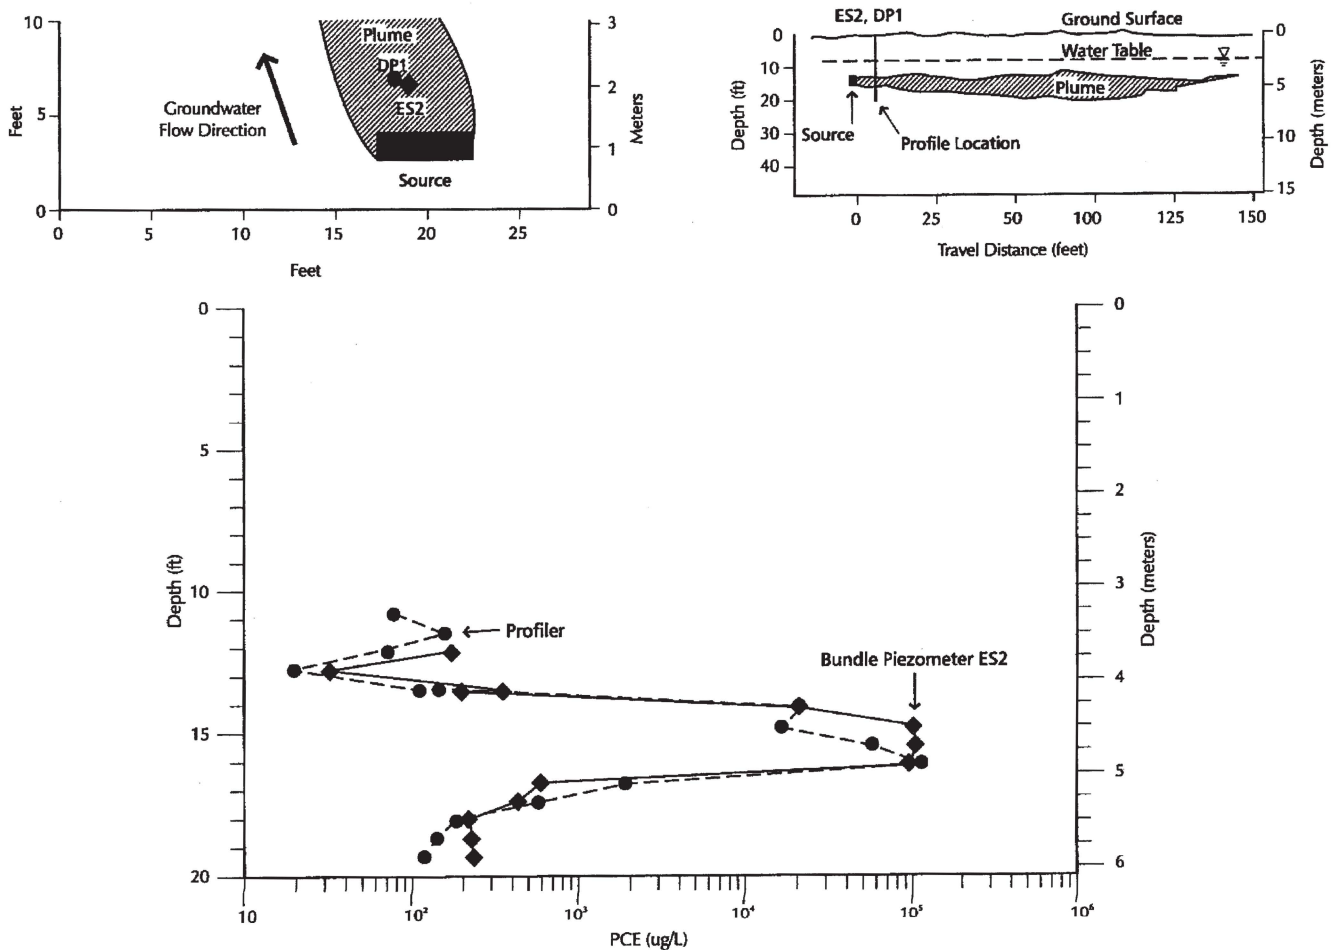 10
5
0
Feet
Groundwater
Flow Direction
Plume
DP1
ES2
Source
3
2
1
0
Meters
0
5
10
15
20
25
Feet
ES2, DP1
Ground Surface
Water Table
Plume
Source
Profile Location
0
10
20
30
40
Depth (ft)
0
5
10
15
Depth (meters)
0
25
50
75
100
125
150
Travel Distance (feet)
0
5
10
15
20
Depth (ft)
Profiler
Bundle Piezometer ES2
0
1
2
3
4
5
6
Depth (meters)
10
10²
10³
10⁴
10⁵
10⁶
PCE (ug/L)